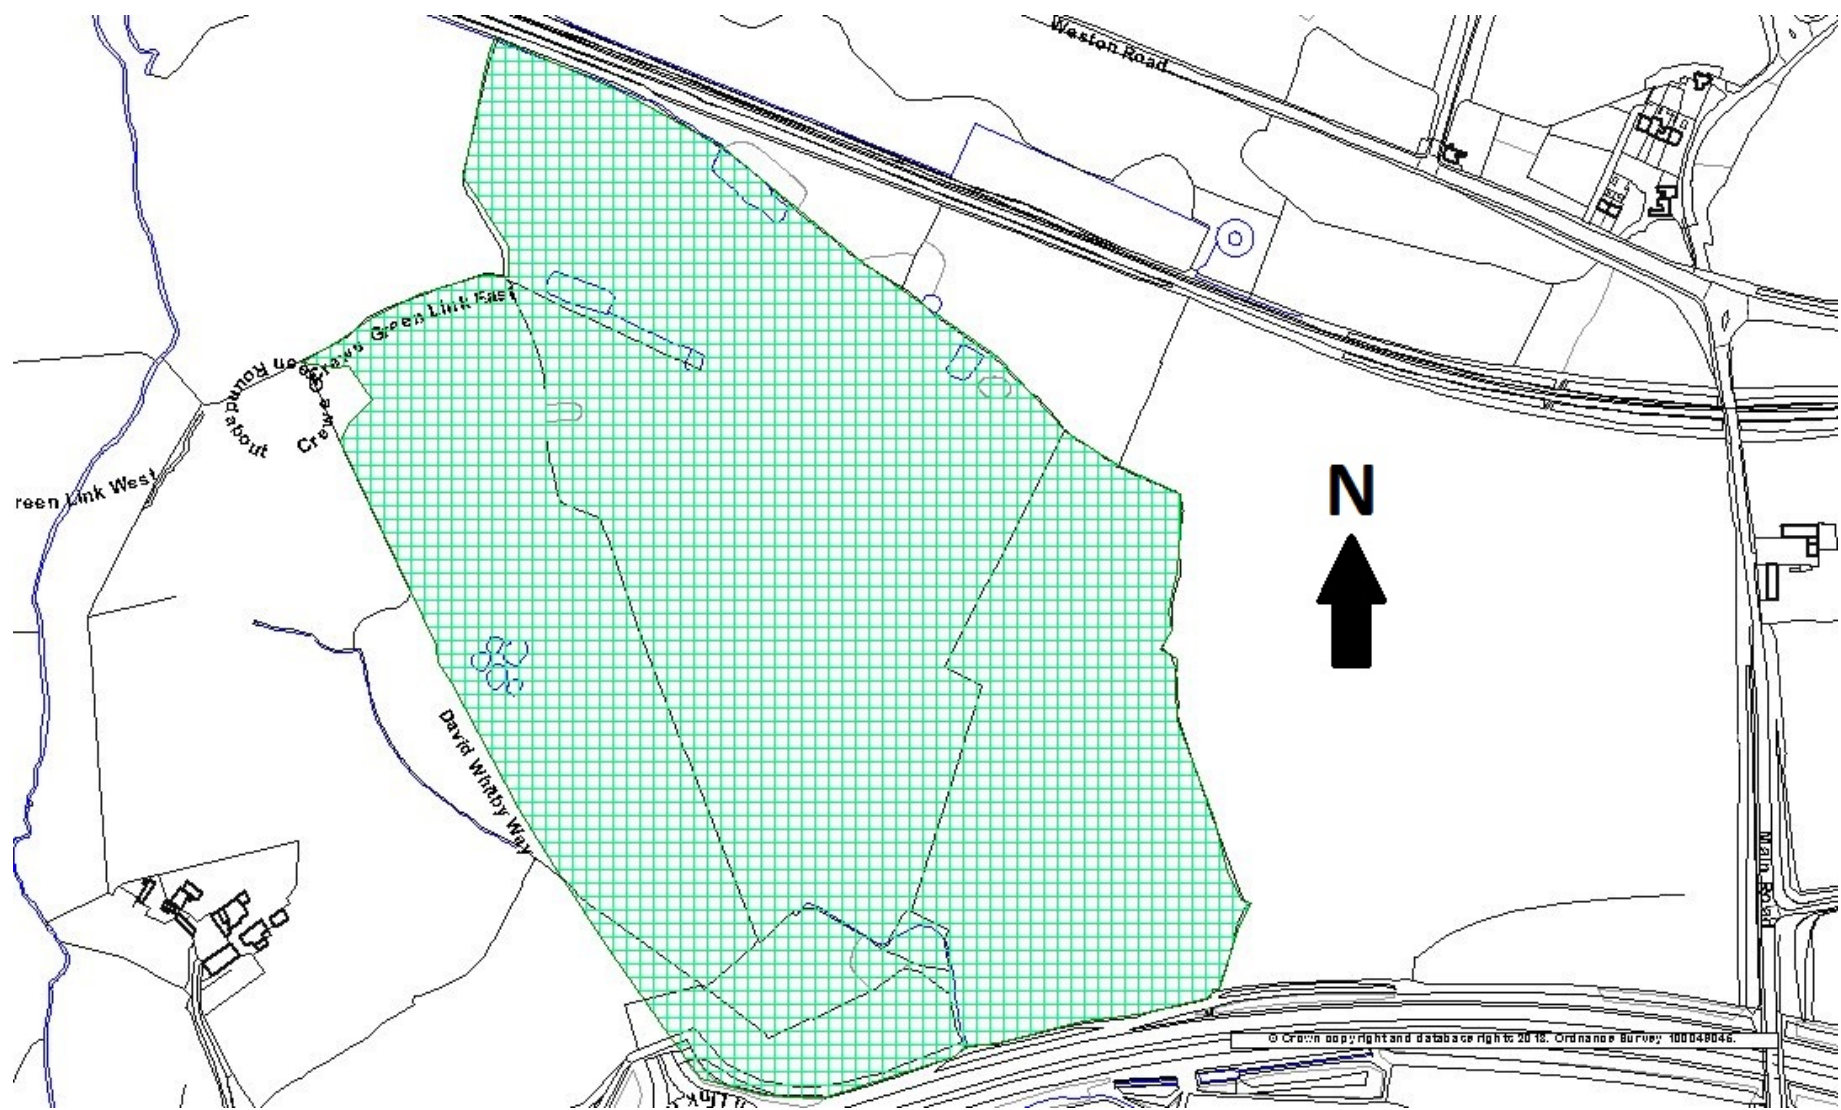 Weston Road
Crewe Green Link East
Crewe Green Roundabout
reen Link West
N
David Whitby Way
Main Road
© Crown copyright and database rights 2018. Ordnance Survey 100049045.